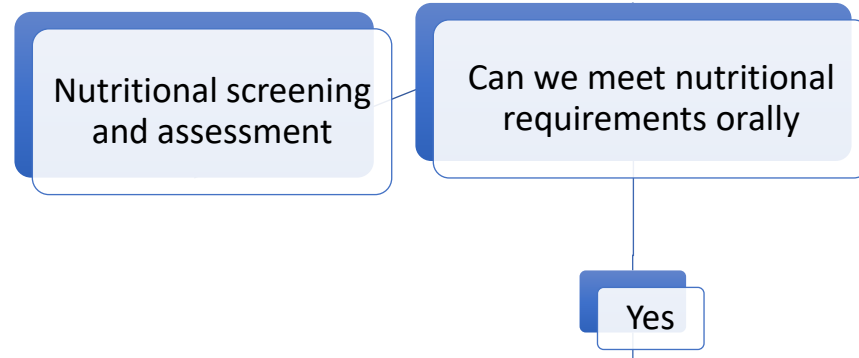 Nutritional screening
and assessment
Can we meet nutritional
requirements orally
Yes